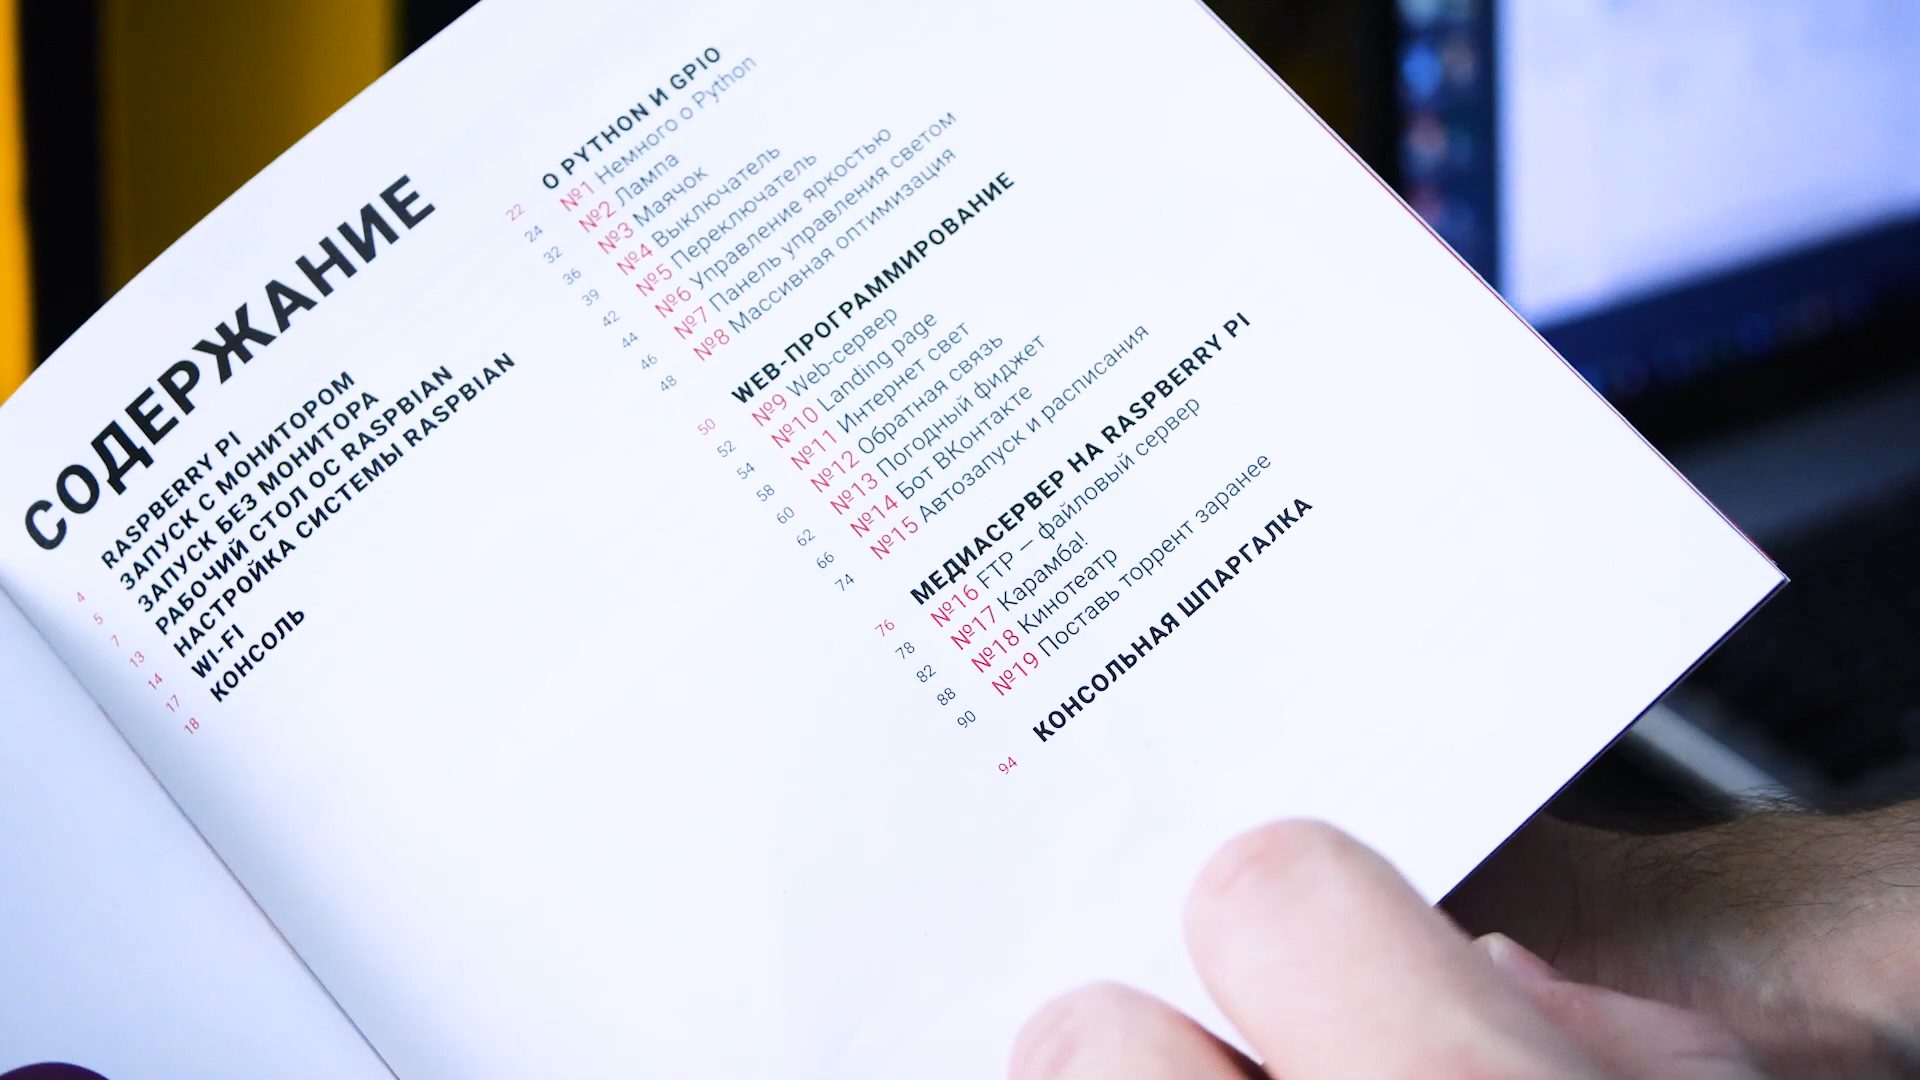 СОДЕРЖАНИЕ
4 RASPBERRY PI
5 ЗАПУСК С МОНИТОРОМ
7 ЗАПУСК БЕЗ МОНИТОРА
13 РАБОЧИЙ СТОЛ ОС RASPBIAN
14 НАСТРОЙКА СИСТЕМЫ RASPBIAN
17 WI-FI
18 КОНСОЛЬ
22 О PYTHON И GPIO
24 №1 Немного о Python
32 №2 Лампа
36 №3 Маячок
39 №4 Выключатель
42 №5 Переключатель
44 №6 Управление яркостью
46 №7 Панель управления светом
48 №8 Массивная оптимизация
50 WEB-ПРОГРАММИРОВАНИЕ
52 №9 Web-сервер
54 №10 Landing page
58 №11 Интернет свет
60 №12 Обратная связь
62 №13 Погодный фиджет
66 №14 Бот ВКонтакте
74 №15 Автозапуск и расписания
76 МЕДИАСЕРВЕР НА RASPBERRY PI
78 №16 FTP — файловый сервер
82 №17 Карамба!
88 №18 Кинотеатр
90 №19 Поставь торрент заранее
94 КОНСОЛЬНАЯ ШПАРГАЛКА